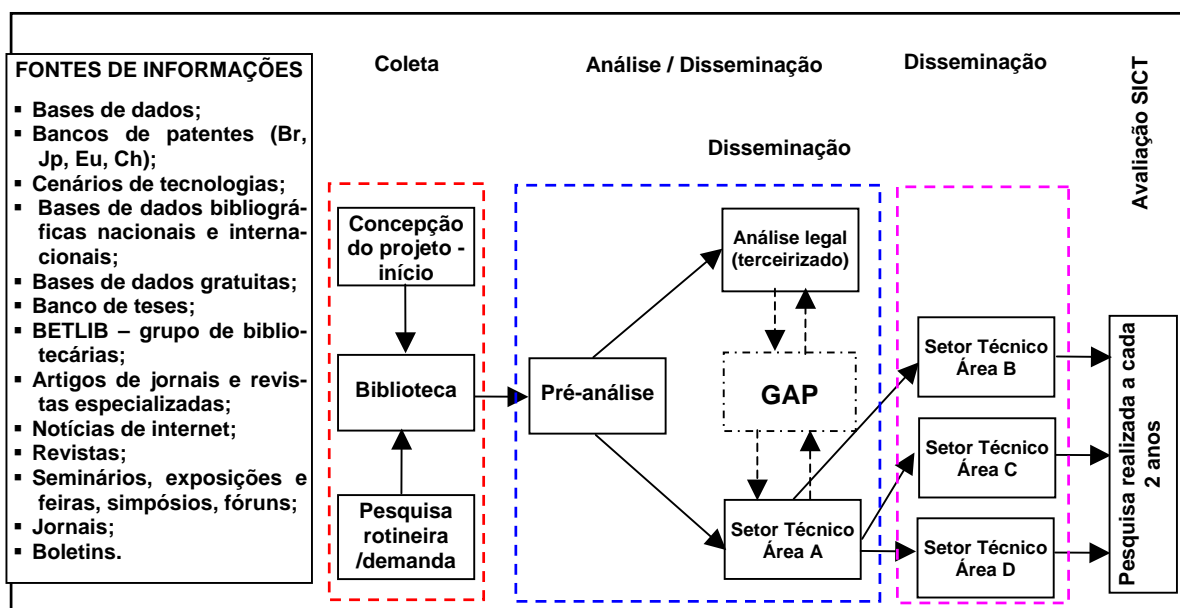 FONTES DE INFORMAÇÕES
▪ Bases de dados;
▪ Bancos de patentes (Br,
Jp, Eu, Ch);
▪ Cenários de tecnologias;
▪ Bases de dados bibliográ-
ficas nacionais e interna-
cionais;
▪ Bases de dados gratuitas;
▪ Banco de teses;
▪ BETLIB – grupo de biblio-
tecárias;
▪ Artigos de jornais e revis-
tas especializadas;
▪ Notícias de internet;
▪ Revistas;
▪ Seminários, exposições e
feiras, simpósios, fóruns;
▪ Jornais;
▪ Boletins.
Coleta
Concepção
do projeto -
início
Biblioteca
Pesquisa
rotineira
/demanda
Análise / Disseminação
Disseminação
Pré-análise
Análise legal
(terceirizado)
GAP
Setor Técnico
Área A
Disseminação
Setor Técnico
Área B
Setor Técnico
Área C
Setor Técnico
Área D
Avaliação SICT
Pesquisa realizada a cada
2 anos